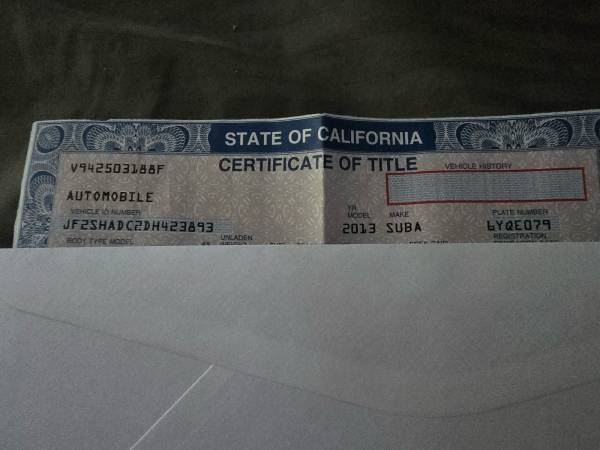 STATE OF CALIFORNIA
CERTIFICATE OF TITLE
V942503188F
VEHICLE HISTORY
AUTOMOBILE
VEHICLE ID NUMBER
YR
MODEL
MAKE
PLATE NUMBER
JF2SHADC2DH423893
2013 SUBA
6YQE079
BODY TYPE MODEL
UNLADEN
REGISTRATION